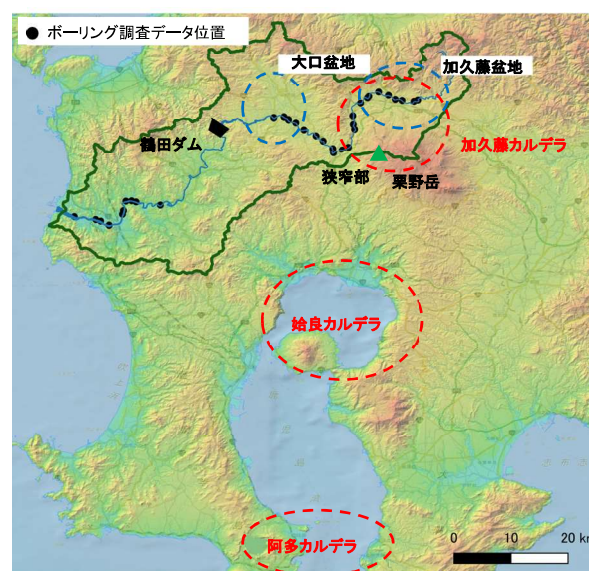 ボーリング調査データ位置
大口盆地
加久藤盆地
鶴田ダム
加久藤カルデラ
狭窄部
栗野岳
姶良カルデラ
阿多カルデラ
0 10 20 km